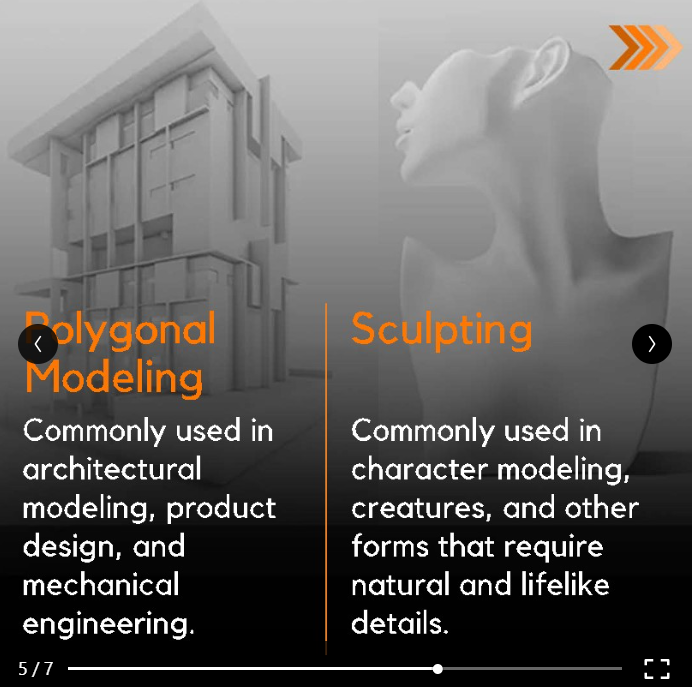 Polygonal
Modeling
Commonly used in
architectural
modeling, product
design, and
mechanical
engineering.
Sculpting
Commonly used in
character modeling,
creatures, and other
forms that require
natural and lifelike
details.
5/7